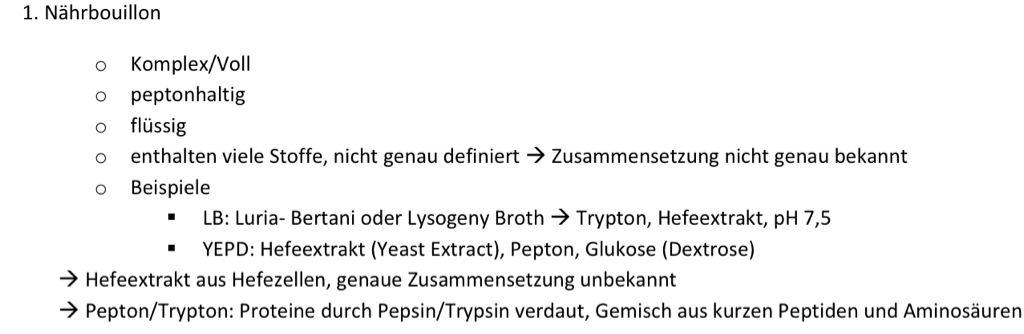 1. Nährbouillon
o Komplex/Voll
o peptonhaltig
o flüssig
o enthalten viele Stoffe, nicht genau definiert → Zusammensetzung nicht genau bekannt
o Beispiele
▪ LB: Luria- Bertani oder Lysogeny Broth → Trypton, Hefeextrakt, pH 7,5
▪ YEPD: Hefeextrakt (Yeast Extract), Pepton, Glukose (Dextrose)
→ Hefeextrakt aus Hefezellen, genaue Zusammensetzung unbekannt
→ Pepton/Trypton: Proteine durch Pepsin/Trypsin verdaut, Gemisch aus kurzen Peptiden und Aminosäuren